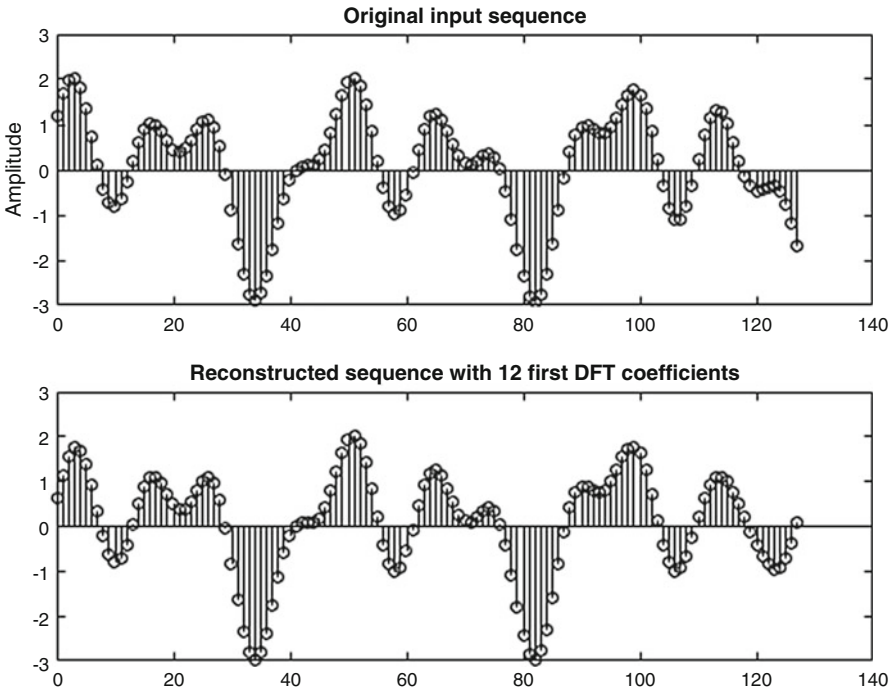 Original input sequence
3
2
1
0
-1
-2
-3
Amplitude
0 20 40 60 80 100 120 140
Reconstructed sequence with 12 first DFT coefficients
3
2
1
0
-1
-2
-3
0 20 40 60 80 100 120 140